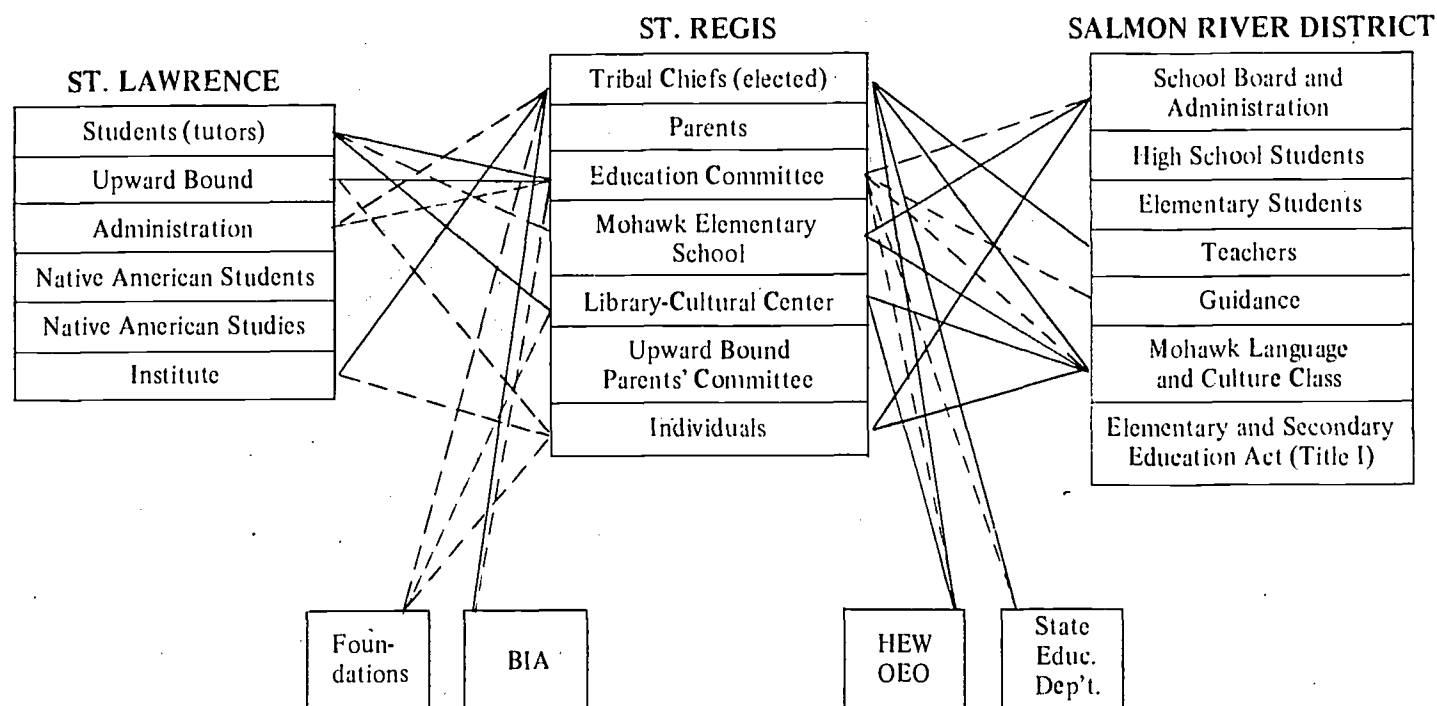 ST. LAWRENCE
Students (tutors)
Upward Bound
Administration
Native American Students
Native American Studies
Institute
ST. REGIS
Tribal Chiefs (elected)
Parents
Education Committee
Mohawk Elementary
School
Library-Cultural Center
Upward Bound
Parents' Committee
Individuals
SALMON RIVER DISTRICT
School Board and
Administration
High School Students
Elementary Students
Teachers
Guidance
Mohawk Language
and Culture Class
Elementary and Secondary
Education Act (Title I)
Foun-
dations
BIA
HEW
OEO
State
Educ.
Dep't.